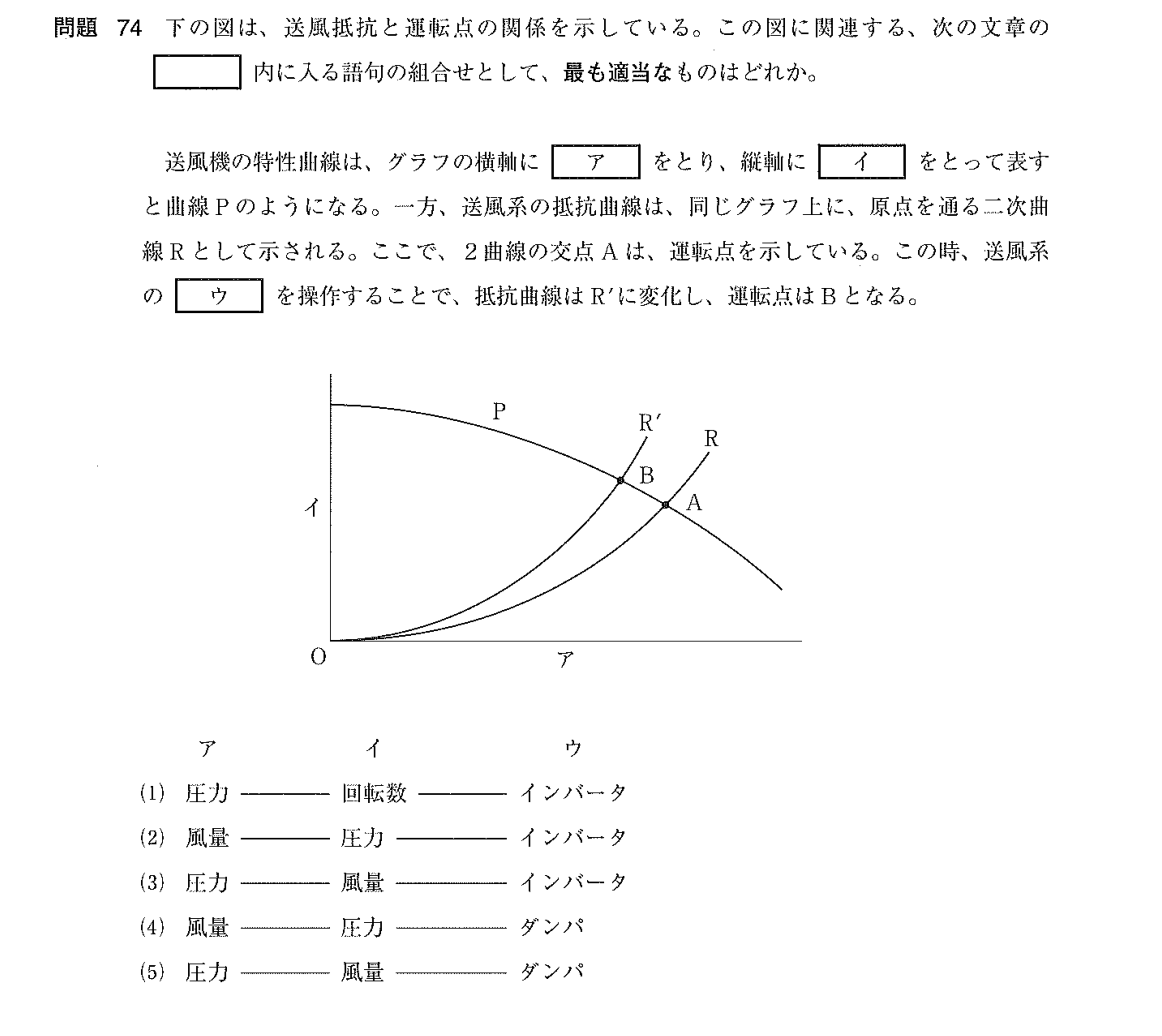 問題 74 下の図は、送風抵抗と運転点の関係を示している。この図に関連する、次の文章の
内に入る語句の組合せとして、最も適当なものはどれか。
送風機の特性曲線は、グラフの横軸に ア をとり、縦軸に イ をとって表す
と曲線Pのようになる。一方、送風系の抵抗曲線は、同じグラフ上に、原点を通る二次曲
線Rとして示される。ここで、2曲線の交点Aは、運転点を示している。この時、送風系
の ウ を操作することで、抵抗曲線はR′に変化し、運転点はBとなる。
P
R′
R
B
A
イ
O
ア
ア イ ウ
(1) 圧力 ――― 回転数 ――― インバータ
(2) 風量 ――― 圧力 ――― インバータ
(3) 圧力 ――― 風量 ――― インバータ
(4) 風量 ――― 圧力 ――― ダンパ
(5) 圧力 ――― 風量 ――― ダンパ